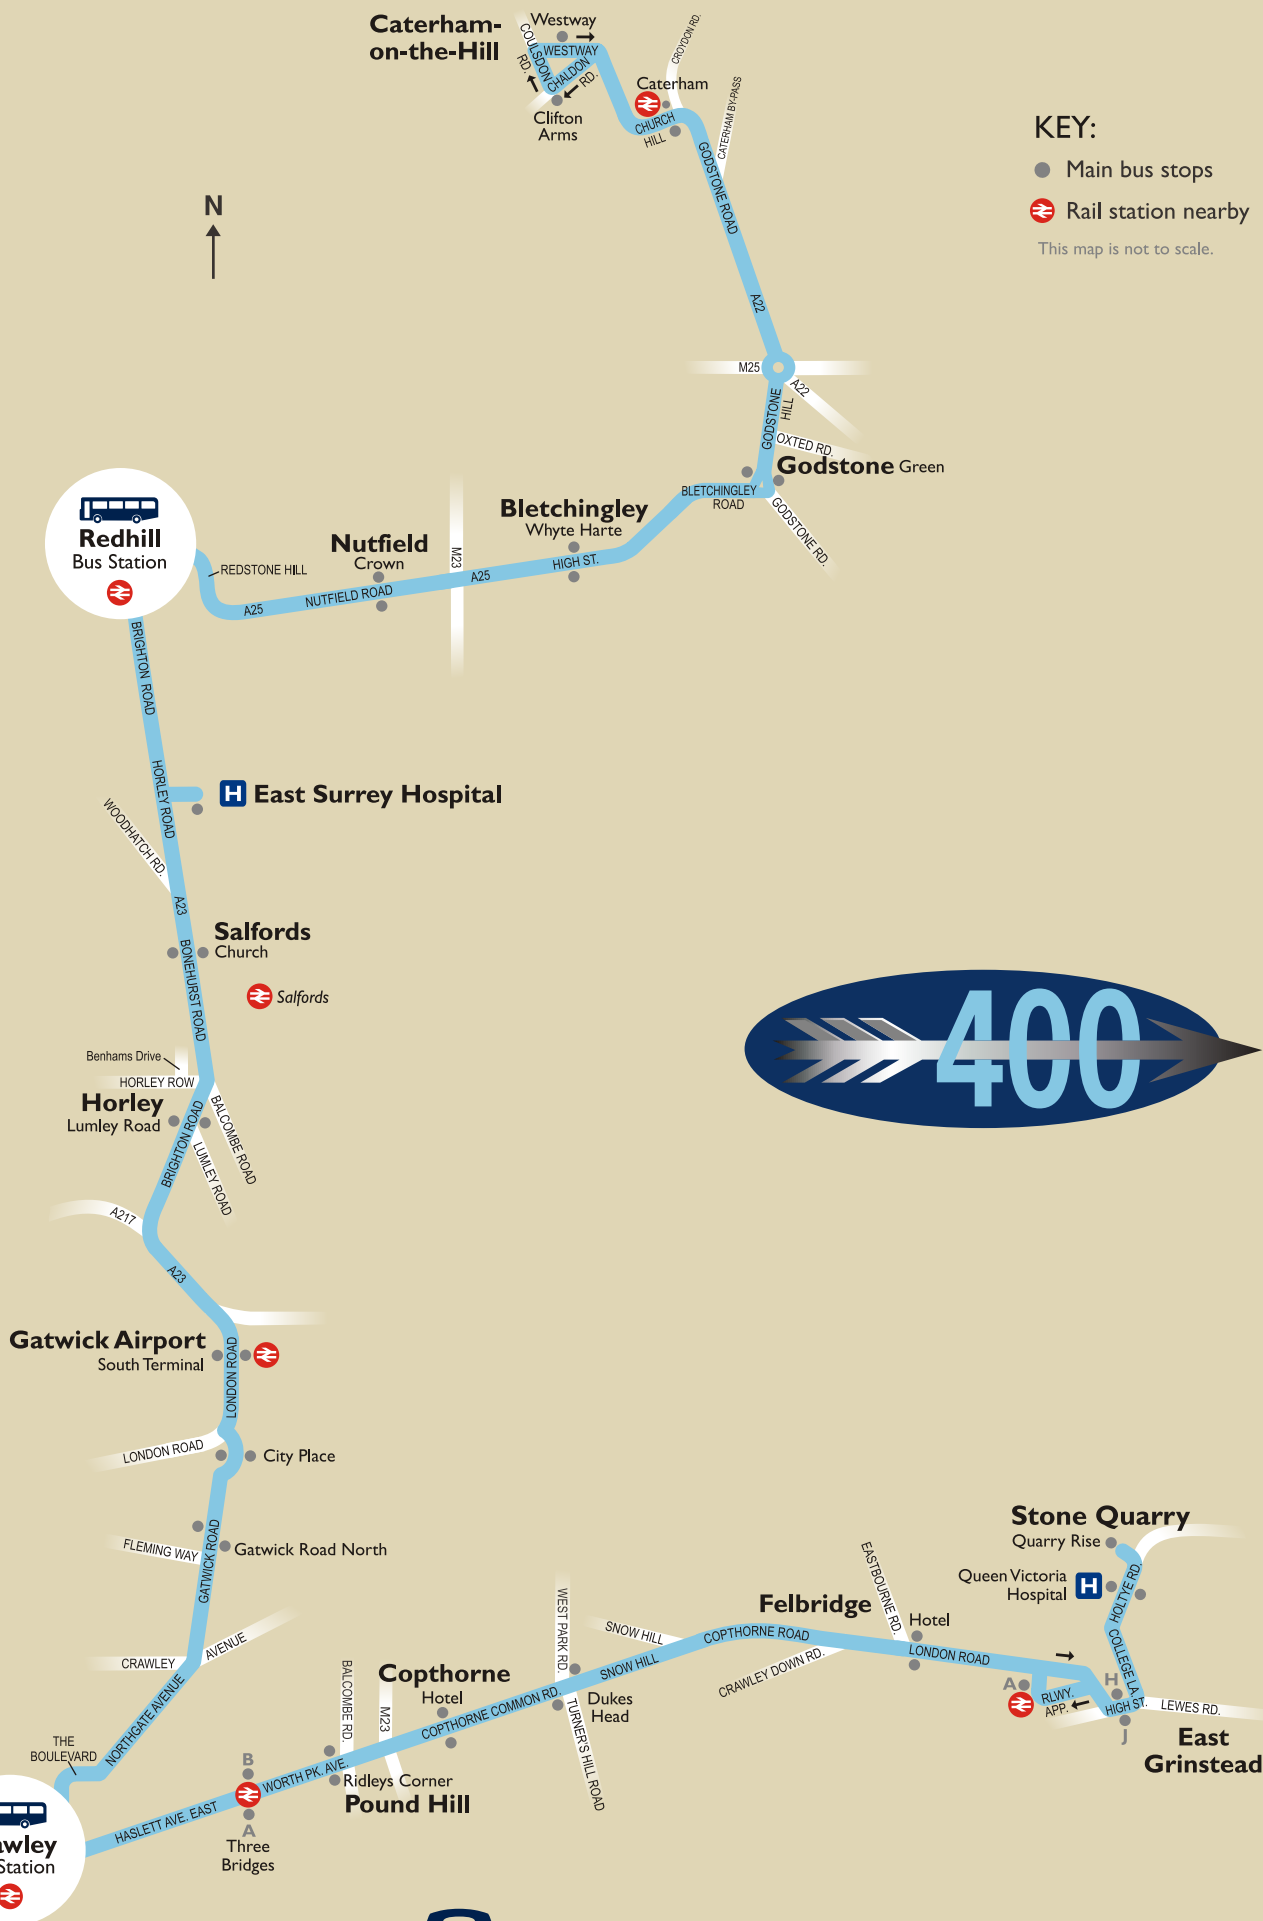 Caterham-
on-the-Hill
Westway
COULSDON
RD.
WESTWAY
CHALDON
RD.
Clifton
Arms
CROYDON RD.
Caterham
CHURCH
HILL
CATERHAM BY-PASS
GODSTONE ROAD
A22
KEY:
Main bus stops
Rail station nearby
This map is not to scale.
N
M25
A22
GODSTONE
HILL
OXTED RD.
Godstone Green
BLETCHINGLEY
ROAD
GODSTONE RD.
Bletchingley
Whyte Harte
HIGH ST.
Nutfield
Crown
M23
A25
NUTFIELD ROAD
A25
REDSTONE HILL
Redhill
Bus Station
BRIGHTON ROAD
HORLEY ROAD
H East Surrey Hospital
WOODHATCH RD.
A23
Salfords
Church
BONEHURST ROAD
Salfords
400
Benhams Drive
HORLEY ROW
Horley
Lumley Road
BRIGHTON ROAD
BALCOMBE ROAD
LUMLEY ROAD
A217
A23
Gatwick Airport
South Terminal
LONDON ROAD
LONDON ROAD
City Place
FLEMING WAY
GATWICK ROAD
Gatwick Road North
CRAWLEY
AVENUE
NORTHGATE AVENUE
THE
BOULEVARD
awley
Station
HASLETT AVE. EAST
B
A
Three
Bridges
WORTH PK. AVE.
Ridleys Corner
Pound Hill
BALCOMBE RD.
M23
Copthorne
Hotel
COPTHORNE COMMON RD.
WEST PARK RD.
TURNER'S HILL ROAD
Dukes
Head
SNOW HILL
SNOW HILL
COPTHORNE ROAD
Felbridge
CRAWLEY DOWN RD.
EASTBOURNE RD.
Hotel
LONDON ROAD
Stone Quarry
Quarry Rise
Queen Victoria
Hospital
H
HOLTYE RD.
COLLEGE LA.
A
RLWY.
APP.
H
HIGH ST.
LEWES RD.
J
East
Grinstead